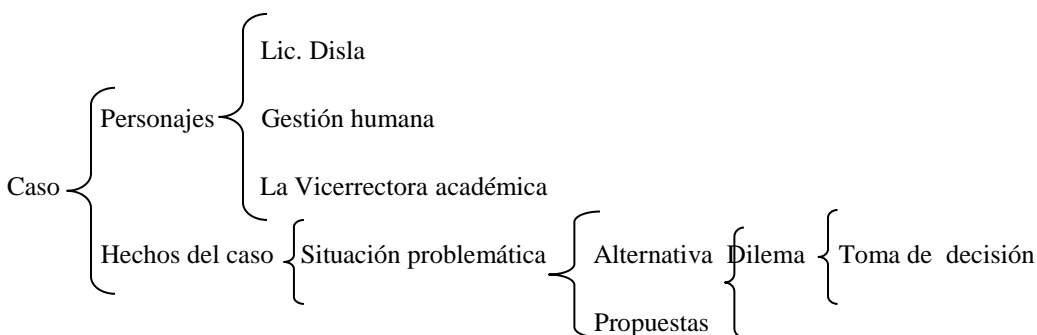 Lic. Disla
Personajes Gestión humana
Caso La Vicerrectora académica
Hechos del caso Situación problemática Alternativa Dilema Toma de decisión
Propuestas